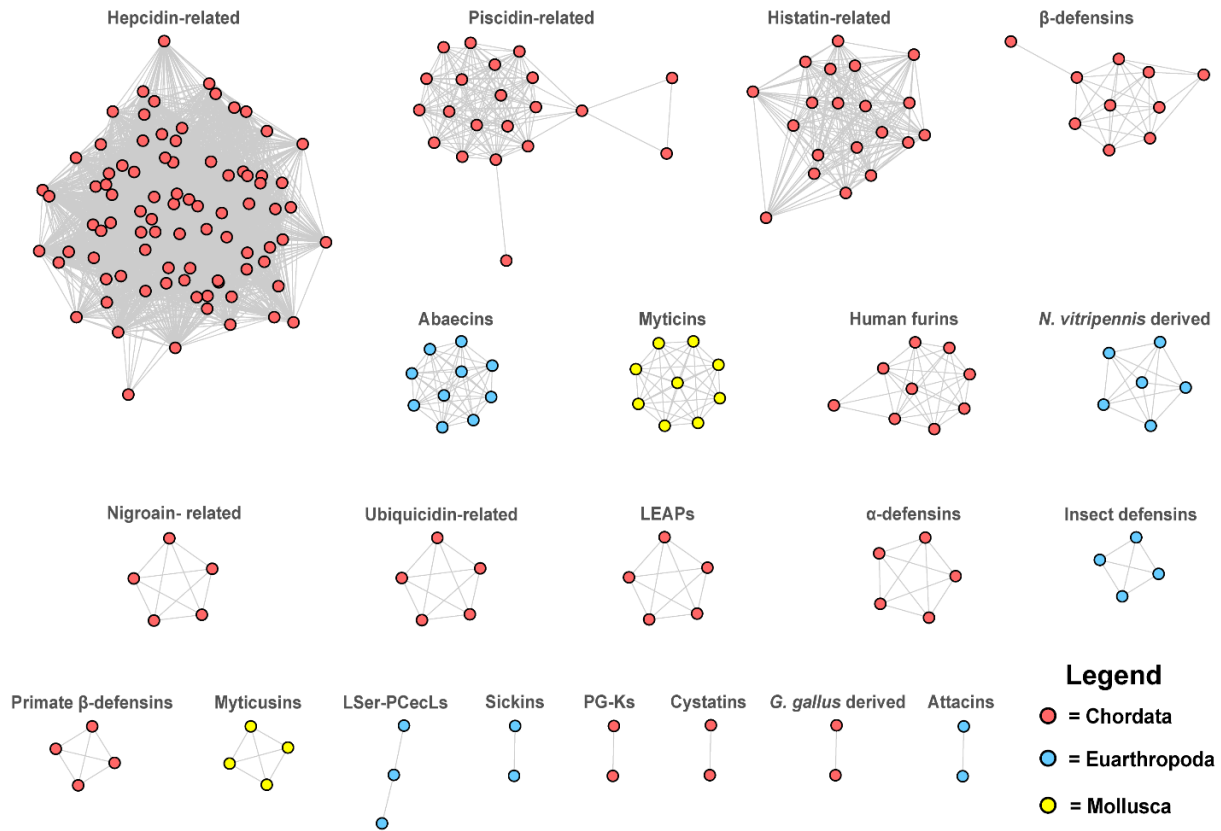 Hepcidin-related
Piscidin-related
Histatin-related
β-defensins
Abaecins
Myticins
Human furins
N. vitripennis derived
Nigroain- related
Ubiquicidin-related
LEAPs
α-defensins
Insect defensins
Primate β-defensins
Myticusins
LSer-PCecLs
Sickins
PG-Ks
Cystatins
G. gallus derived
Attacins
Legend
= Chordata
= Euarthropoda
= Mollusca